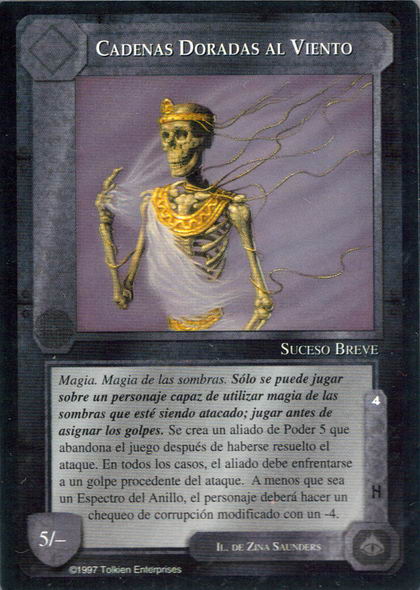 CADENAS DORADAS AL VIENTO
SUCESO BREVE
Magia. Magia de las sombras. Sólo se puede jugar
sobre un personaje capaz de utilizar magia de las
sombras que esté siendo atacado; jugar antes de
asignar los golpes. Se crea un aliado de Poder 5 que
abandona el juego después de haberse resuelto el
ataque. En todos los casos, el aliado debe enfrentarse
a un golpe procedente del ataque. A menos que sea
un Espectro del Anillo, el personaje deberá hacer un
chequeo de corrupción modificado con un -4.
4
5/–
IL. DE ZINA SAUNDERS
©1997 Tolkien Enterprises